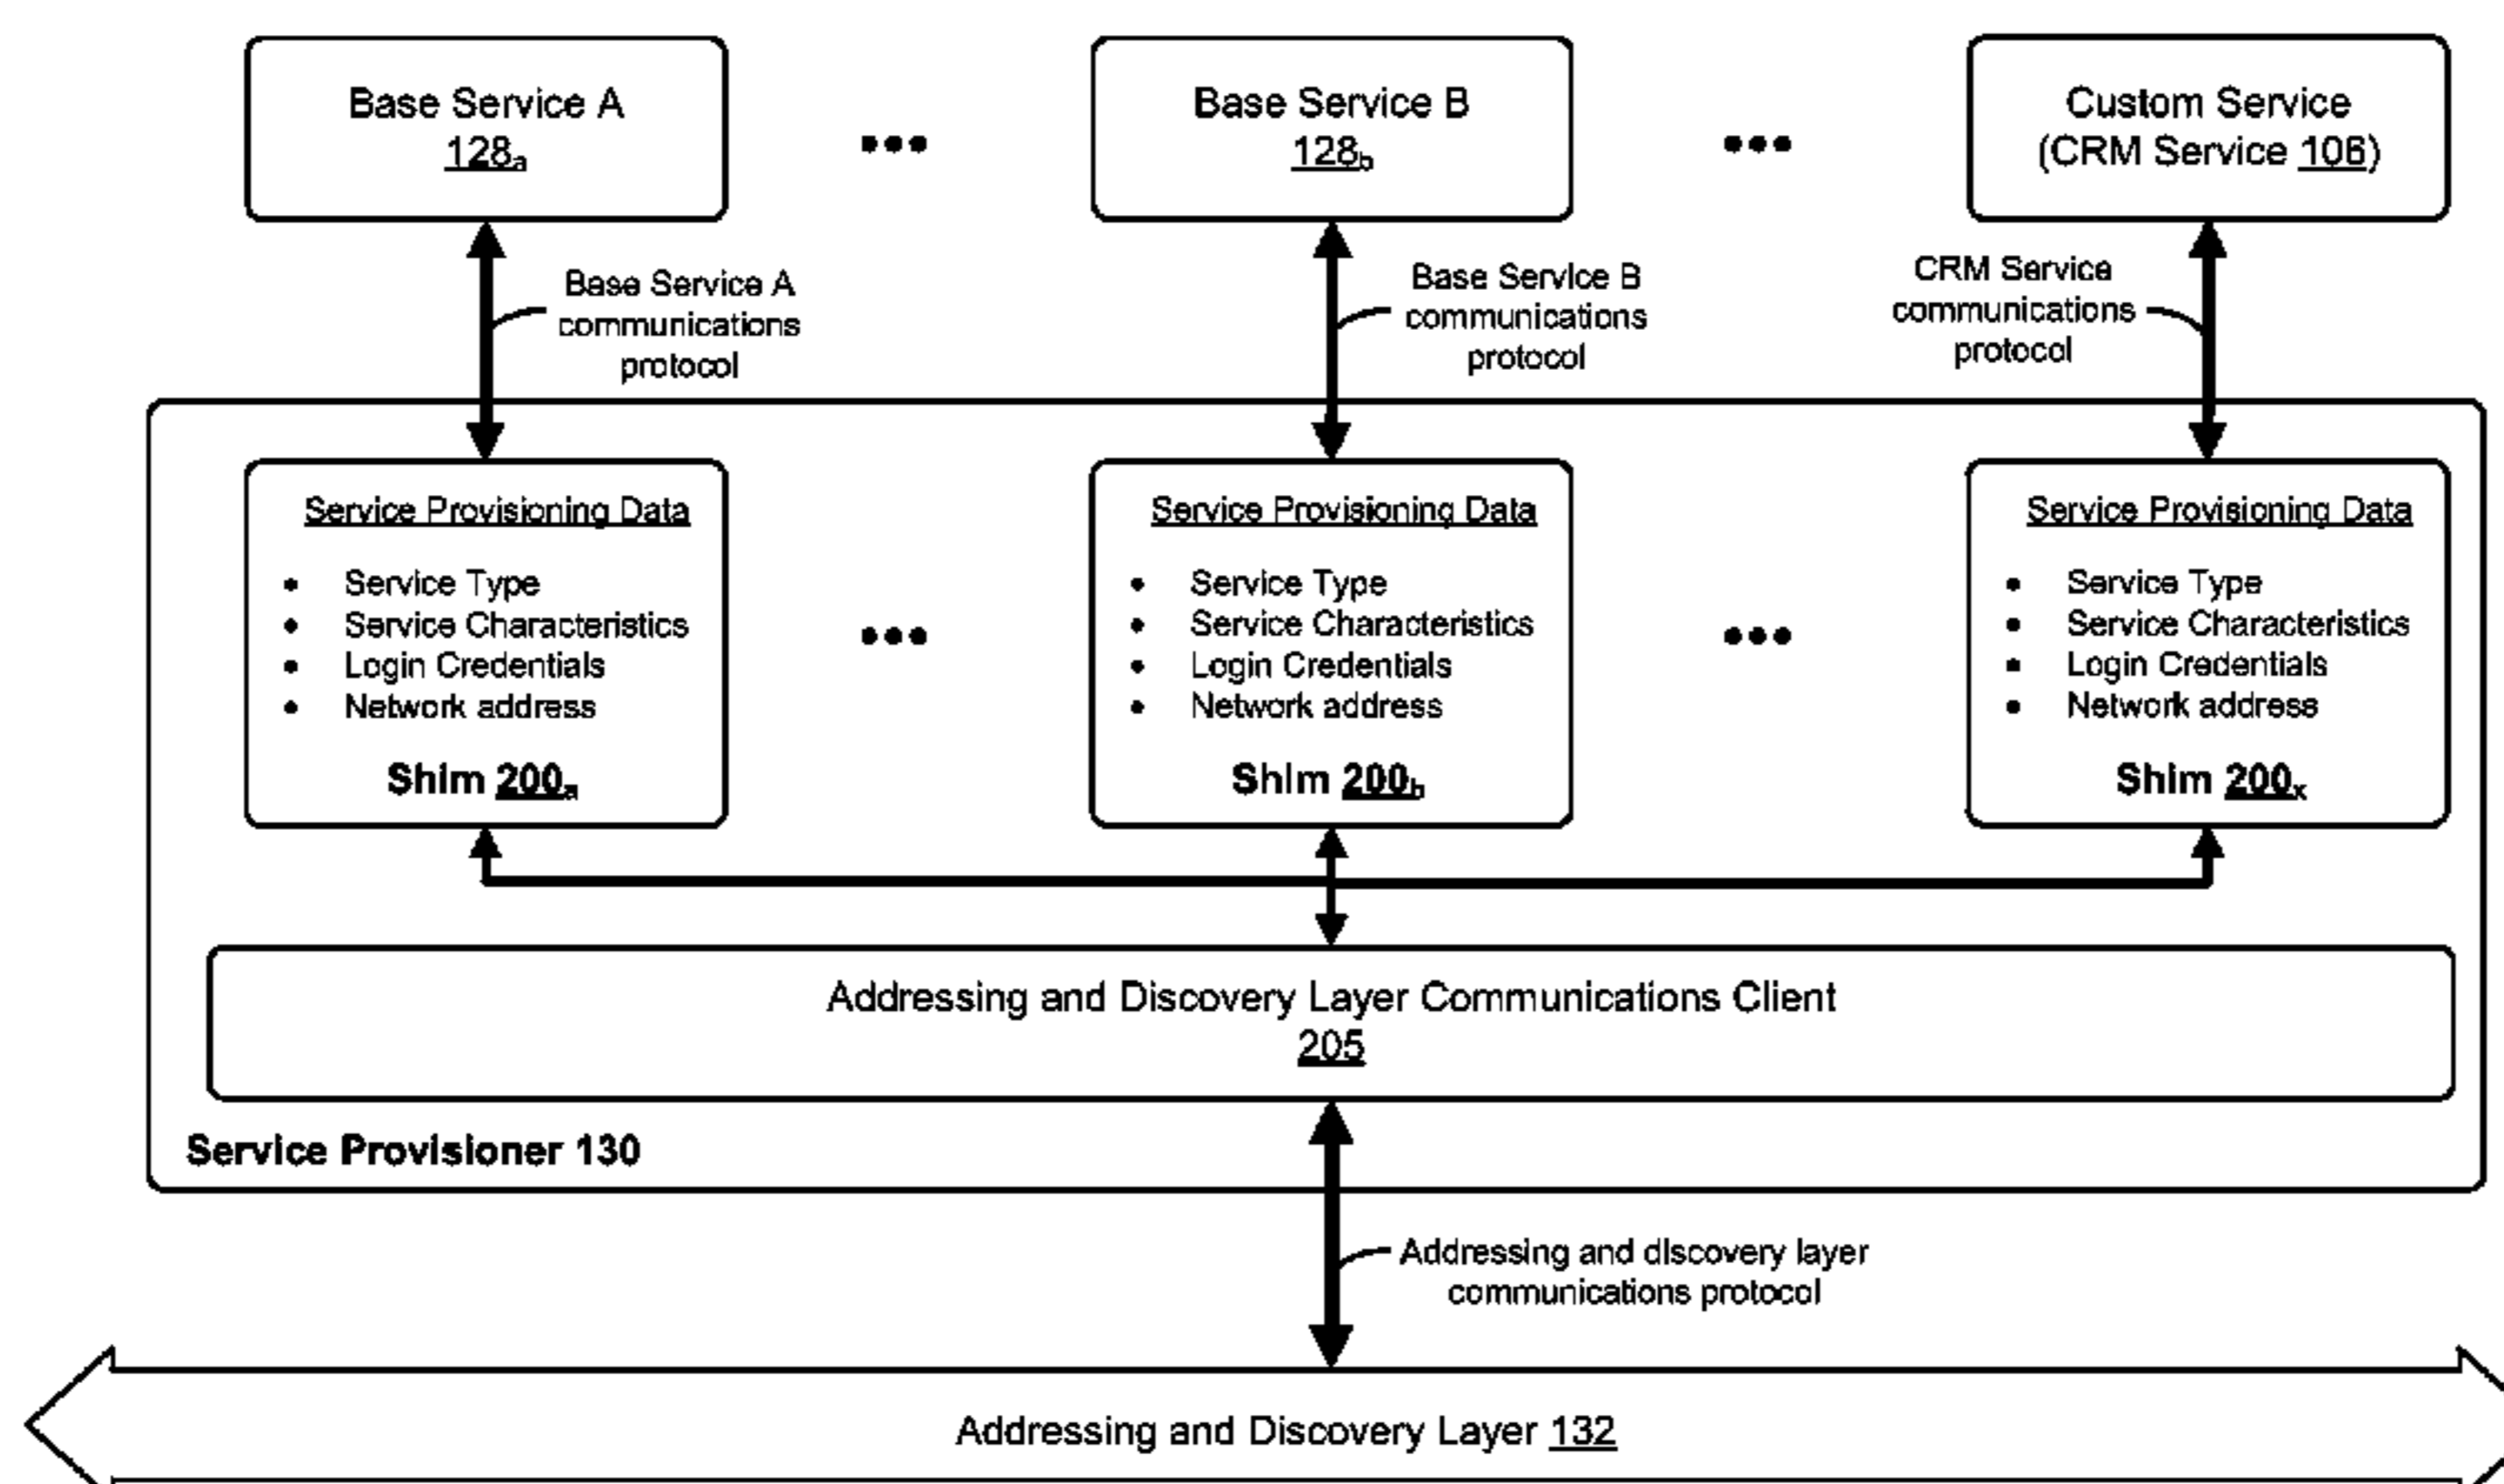 Base Service A
128a
•••
Base Service B
128b
•••
Custom Service
(CRM Service 106)
Base Service A
communications
protocol
Base Service B
communications
protocol
CRM Service
communications
protocol
Service Provisioning Data
• Service Type
• Service Characteristics
• Login Credentials
• Network address
Shim 200a
•••
Service Provisioning Data
• Service Type
• Service Characteristics
• Login Credentials
• Network address
Shim 200b
•••
Service Provisioning Data
• Service Type
• Service Characteristics
• Login Credentials
• Network address
Shim 200x
Addressing and Discovery Layer Communications Client
205
Service Provisioner 130
Addressing and discovery layer
communications protocol
Addressing and Discovery Layer 132